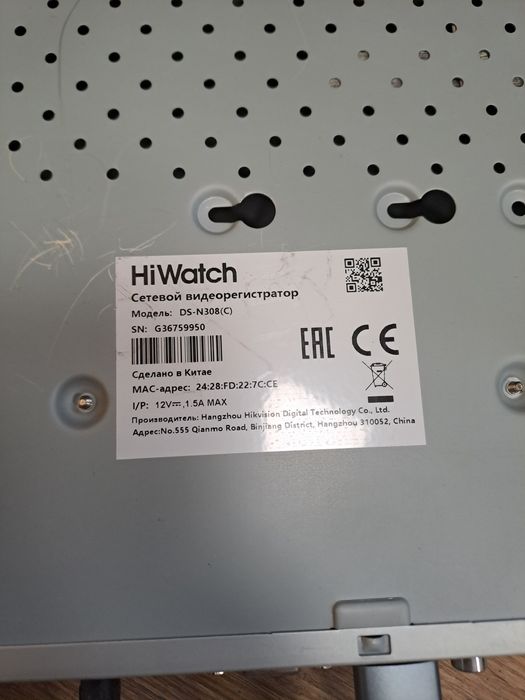 HiWatch
Сетевой видеорегистратор
Модель: DS-N308(C)
SN: G36759950
EAC CE
Сделано в Китае
MAC-адрес: 24:28:FD:22:7C:CE
I/P: 12V⎓,1.5A MAX
Производитель: Hangzhou Hikvision Digital Technology Co., Ltd.
Адрес:No.555 Qianmo Road, Binjiang District, Hangzhou 310052, China